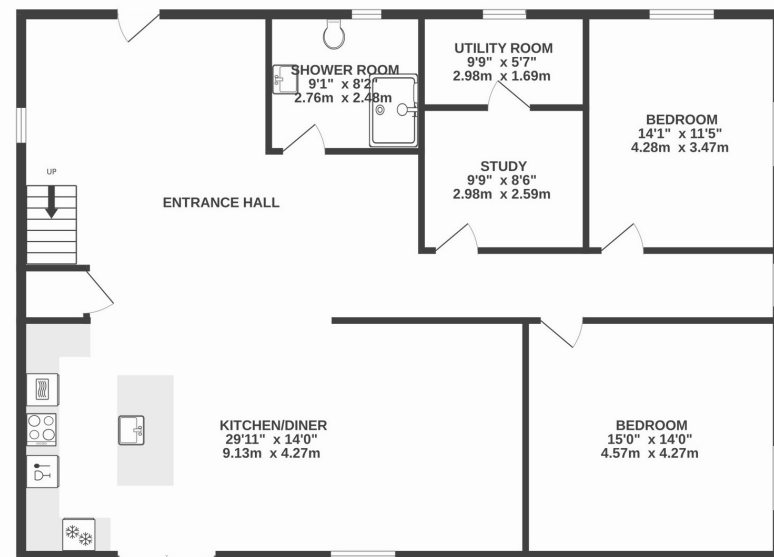 UTILITY ROOM
9'9" x 5'7"
2.98m x 1.69m
SHOWER ROOM
9'1" x 8'2"
2.76m x 2.48m
BEDROOM
14'1" x 11'5"
4.28m x 3.47m
STUDY
9'9" x 8'6"
2.98m x 2.59m
UP
ENTRANCE HALL
KITCHEN/DINER
29'11" x 14'0"
9.13m x 4.27m
BEDROOM
15'0" x 14'0"
4.57m x 4.27m